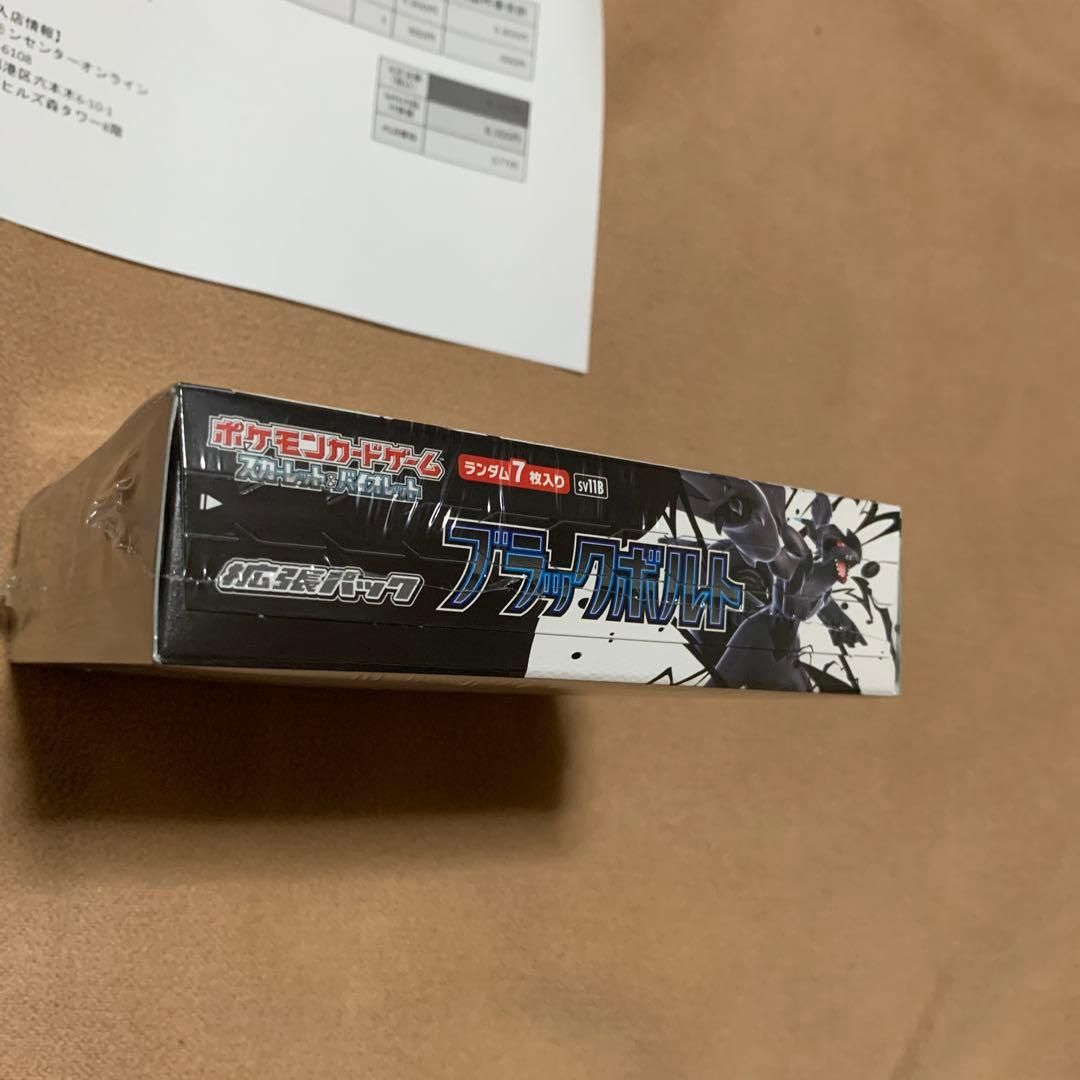 入店情報】
ンセンターオンライン
6108
港区六本木6-10-1
ヒルズ森タワー8階
ポケモンカードゲーム
スカーレット&バイオレット
ランダム7枚入り
SV11B
拡張パック
ブラックボルト